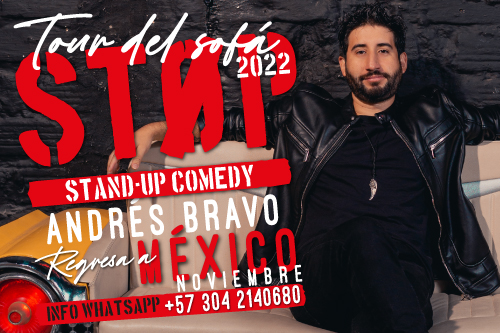 Tour del sofá
2022
STØP
STAND-UP COMEDY
ANDRÉS BRAVO
Regresa a
MÉXICO
NOVIEMBRE
INFO WHATSAPP +57 304 2140680